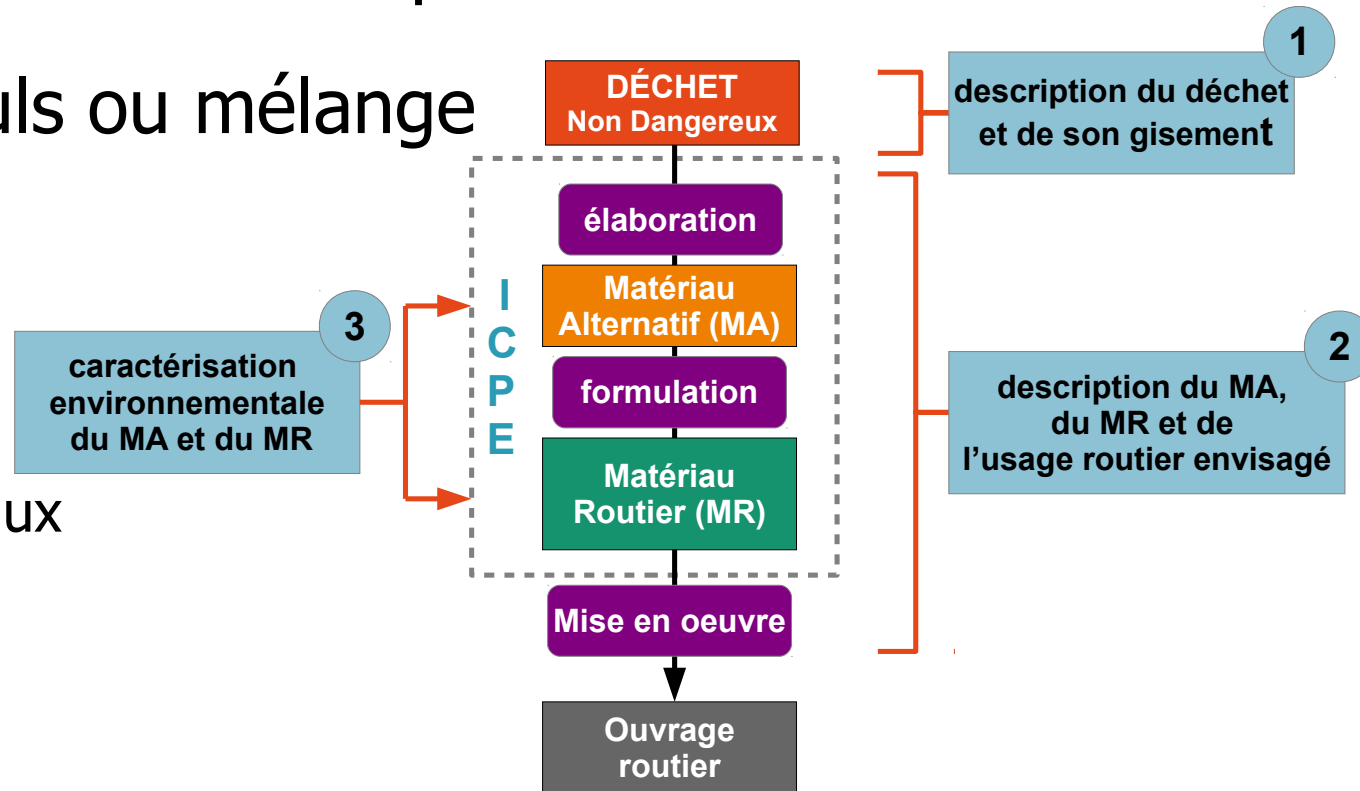 uls ou mélange
ux
DÉCHET
Non Dangereux
élaboration
Matériau
Alternatif (MA)
formulation
Matériau
Routier (MR)
Mise en oeuvre
Ouvrage
routier
I
C
P
E
1
description du déchet
et de son gisement
2
description du MA,
du MR et de
l'usage routier envisagé
3
caractérisation
environnementale
du MA et du MR